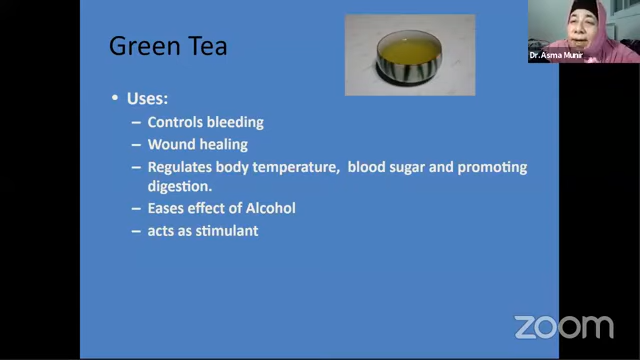 Green Tea
Dr. Asma Munir
• Uses:
– Controls bleeding
– Wound healing
– Regulates body temperature, blood sugar and promoting
digestion.
– Eases effect of Alcohol
– acts as stimulant
zoom